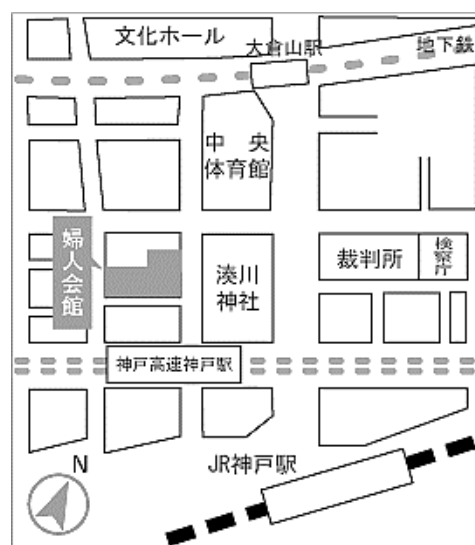 文化ホール
大倉山駅
地下鉄
中央
体育館
婦人会館
湊川
神社
裁判所
検察庁
神戸高速神戸駅
N
JR神戸駅